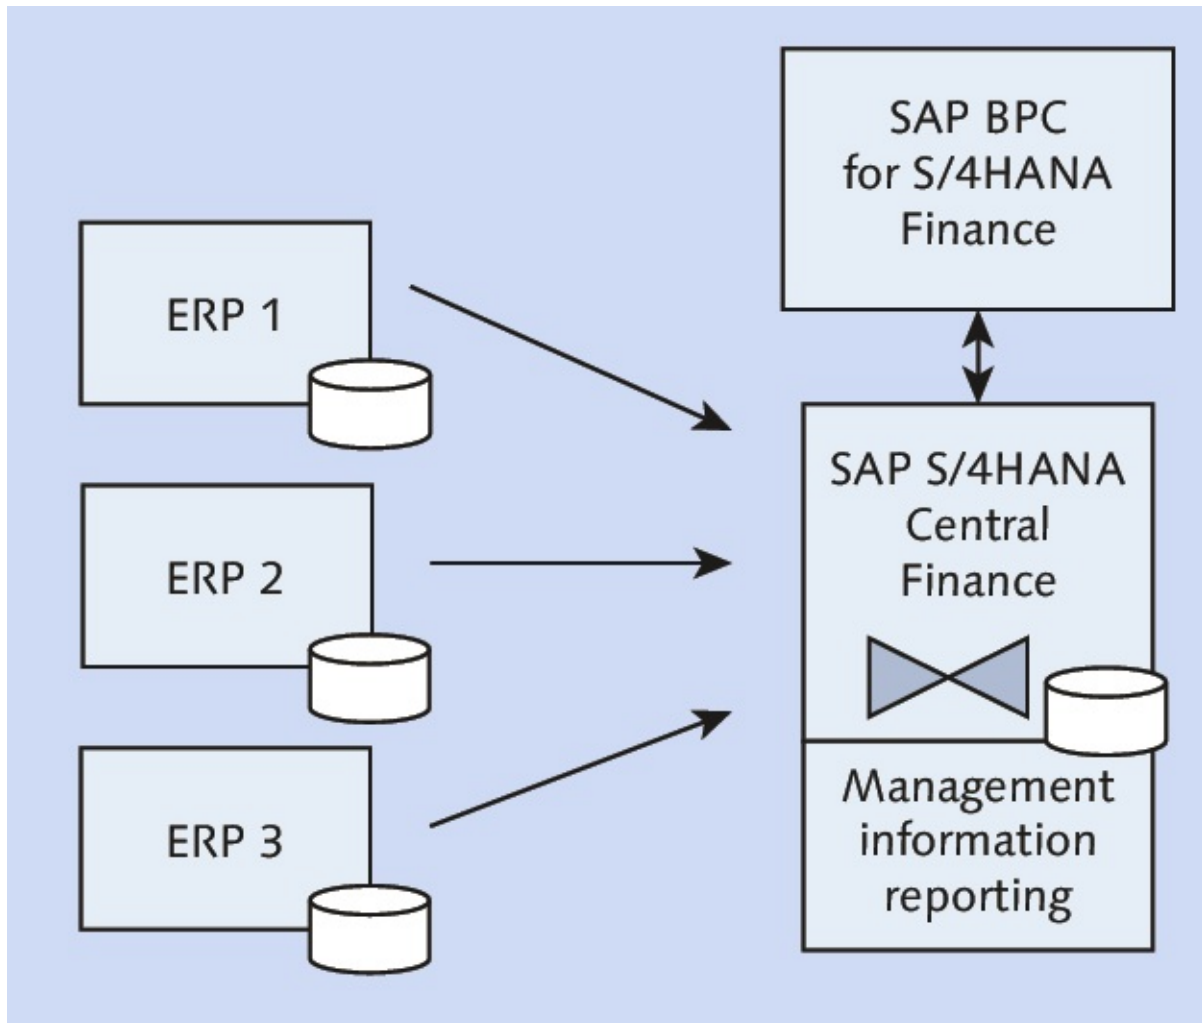 ERP 1
ERP 2
ERP 3
SAP BPC
for S/4HANA
Finance
SAP S/4HANA
Central
Finance
Management
information
reporting